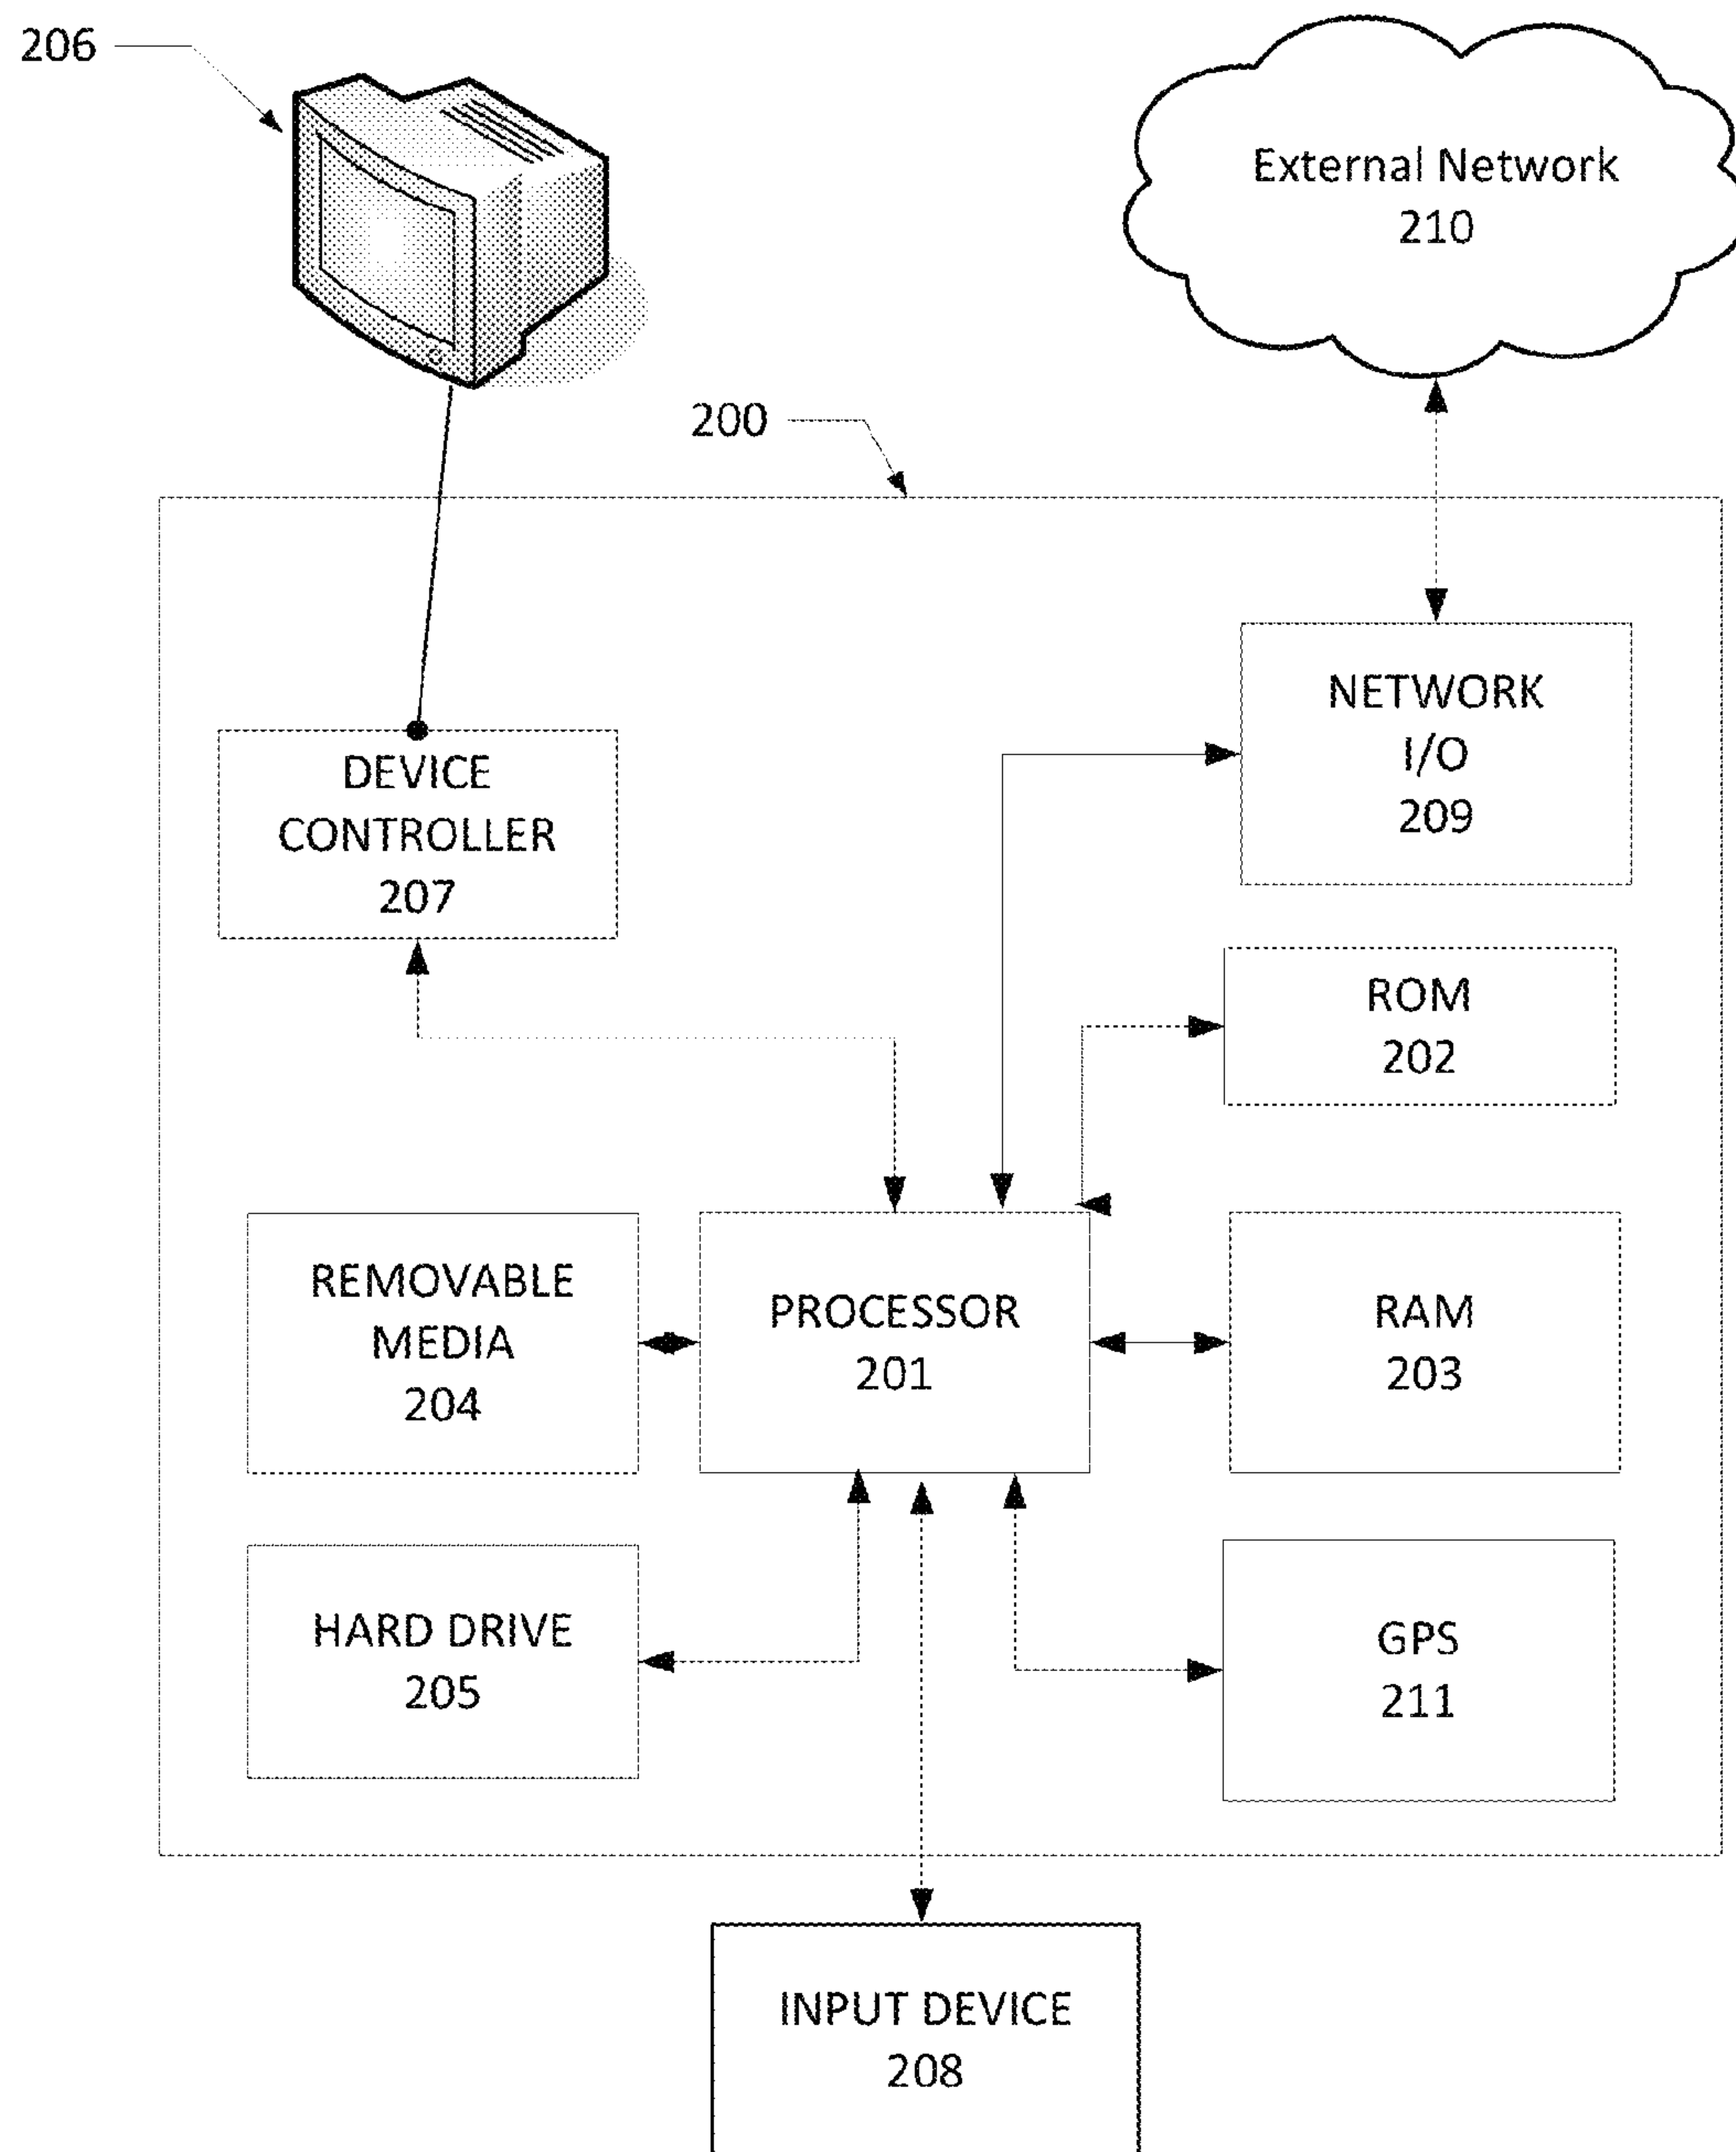 206
External Network
210
200
NETWORK
I/O
209
DEVICE
CONTROLLER
207
ROM
202
REMOVABLE
MEDIA
204
PROCESSOR
201
RAM
203
HARD DRIVE
205
GPS
211
INPUT DEVICE
208